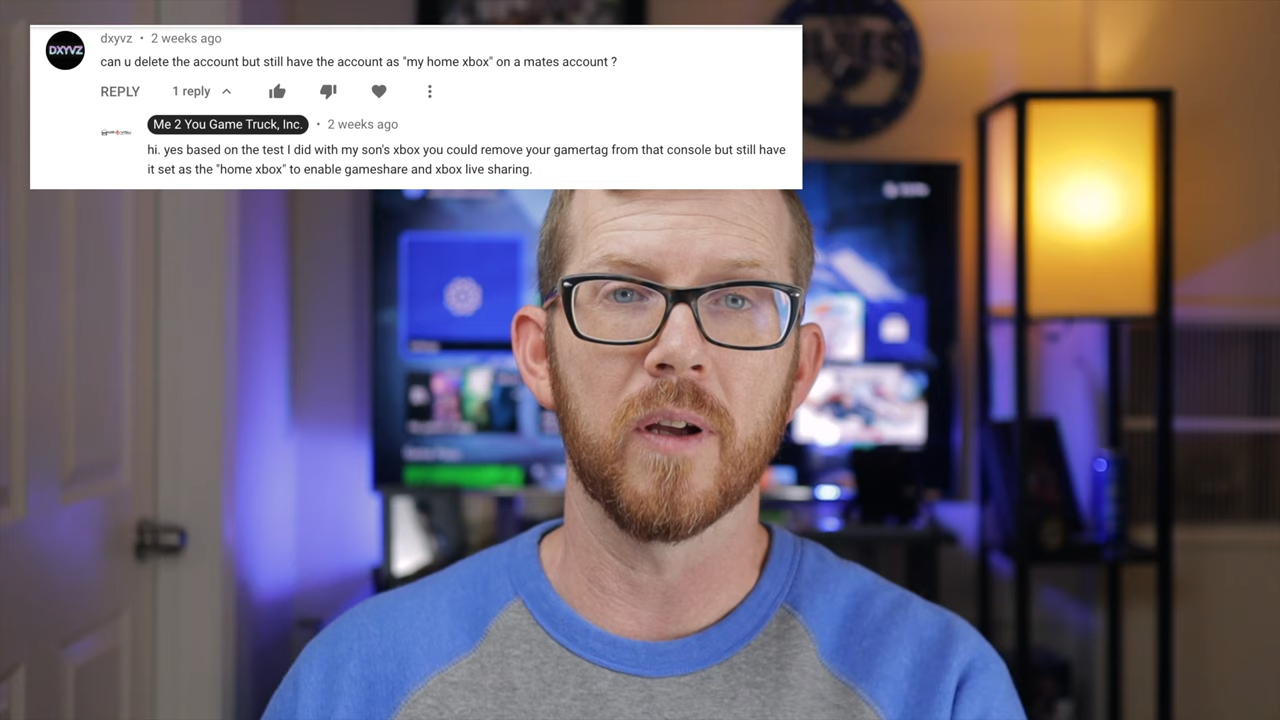 DXYVZ
dxyvz • 2 weeks ago
can u delete the account but still have the account as "my home xbox" on a mates account ?
REPLY 1 reply
Me 2 You Game Truck, Inc. • 2 weeks ago
hi. yes based on the test I did with my son's xbox you could remove your gamertag from that console but still have
it set as the "home xbox" to enable gameshare and xbox live sharing.